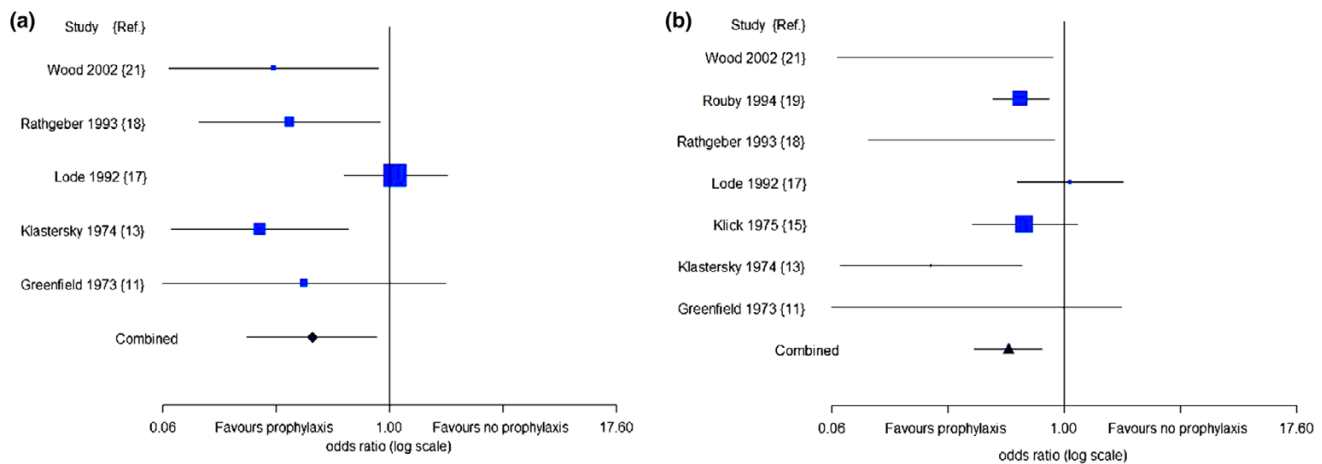 (a)
Study {Ref.}
Wood 2002 {21}
Rathgeber 1993 {18}
Lode 1992 {17}
Klastersky 1974 {13}
Greenfield 1973 {11}
Combined
0.06 Favours prophylaxis 1.00 Favours no prophylaxis 17.60
odds ratio (log scale)
(b)
Study {Ref.}
Wood 2002 {21}
Rouby 1994 {19}
Rathgeber 1993 {18}
Lode 1992 {17}
Klick 1975 {15}
Klastersky 1974 {13}
Greenfield 1973 {11}
Combined
0.06 Favours prophylaxis 1.00 Favours no prophylaxis 17.60
odds ratio (log scale)